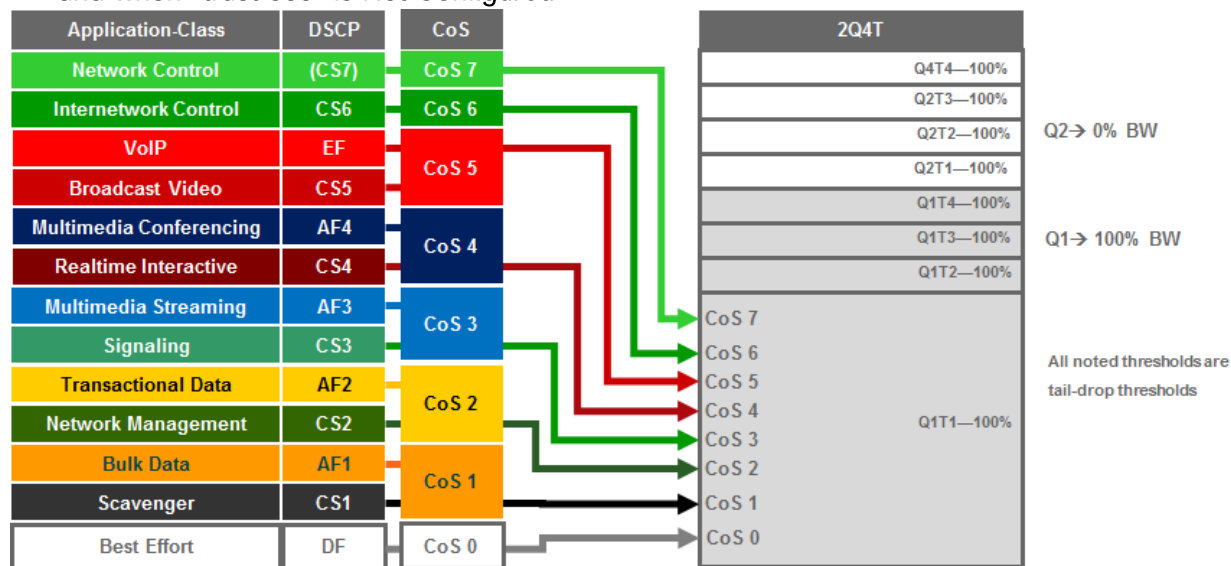 Application-Class DSCP CoS 2Q4T
Network Control (CS7) CoS 7
Internetwork Control CS6 CoS 6
VoIP EF CoS 5
Broadcast Video CS5
Multimedia Conferencing AF4 CoS 4
Realtime Interactive CS4
Multimedia Streaming AF3 CoS 3
Signaling CS3
Transactional Data AF2 CoS 2
Network Management CS2
Bulk Data AF1 CoS 1
Scavenger CS1
Best Effort DF CoS 0
Q4T4—100%
Q2T3—100%
Q2T2—100%
Q2T1—100%
Q1T4—100%
Q1T3—100%
Q1T2—100%
CoS 7
CoS 6
CoS 5
CoS 4
CoS 3
CoS 2
CoS 1
CoS 0
Q1T1—100%
Q2→ 0% BW
Q1→ 100% BW
All noted thresholds are
tail-drop thresholds